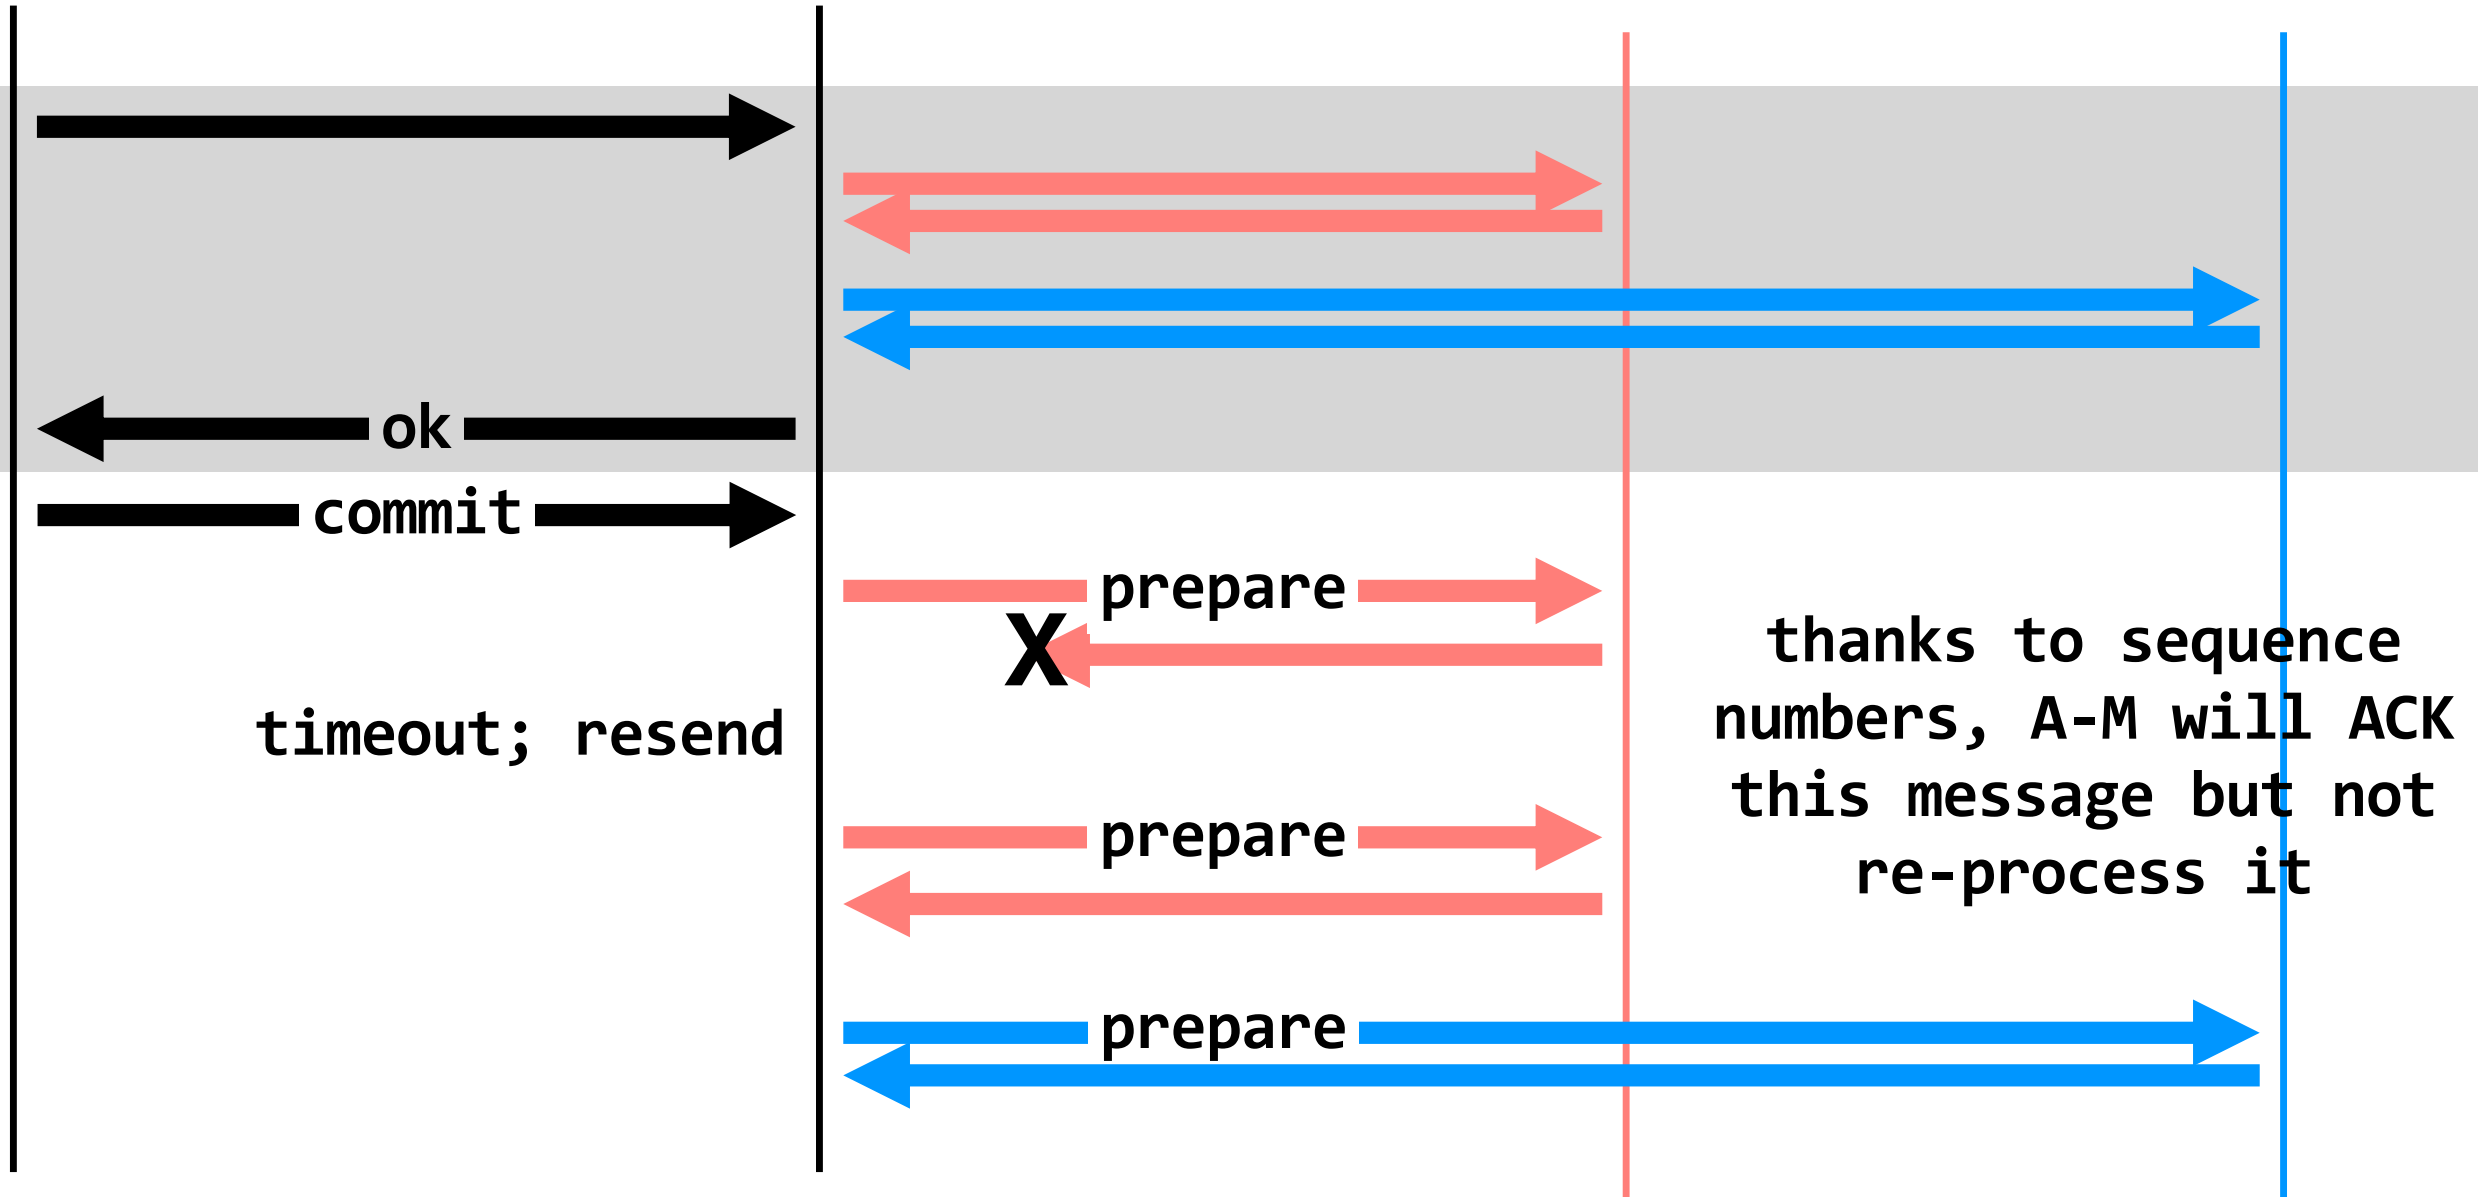 ok
commit
prepare
X
thanks to sequence
numbers, A-M will ACK
this message but not
re-process it
timeout; resend
prepare
prepare